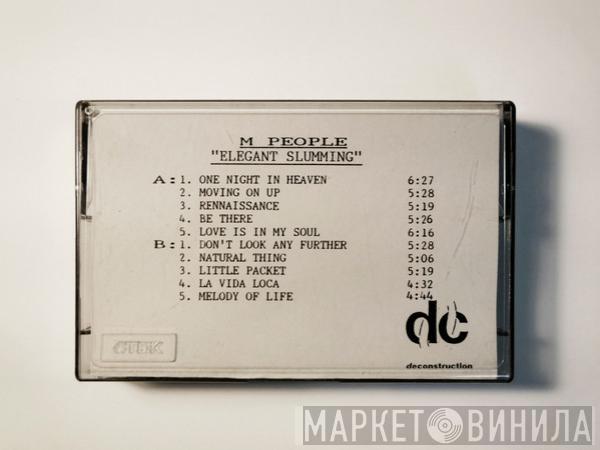 M PEOPLE
"ELEGANT SLUMMING"
A: 1. ONE NIGHT IN HEAVEN 6:27
2. MOVING ON UP 5:28
3. RENNAISSANCE 5:19
4. BE THERE 5:26
5. LOVE IS IN MY SOUL 6:16
B: 1. DON'T LOOK ANY FURTHER 5:28
2. NATURAL THING 5:06
3. LITTLE PACKET 5:19
4. LA VIDA LOCA 4:32
5. MELODY OF LIFE 4:44
dc
deconstruction
TDK
МАРКЕТ ВИНИЛА